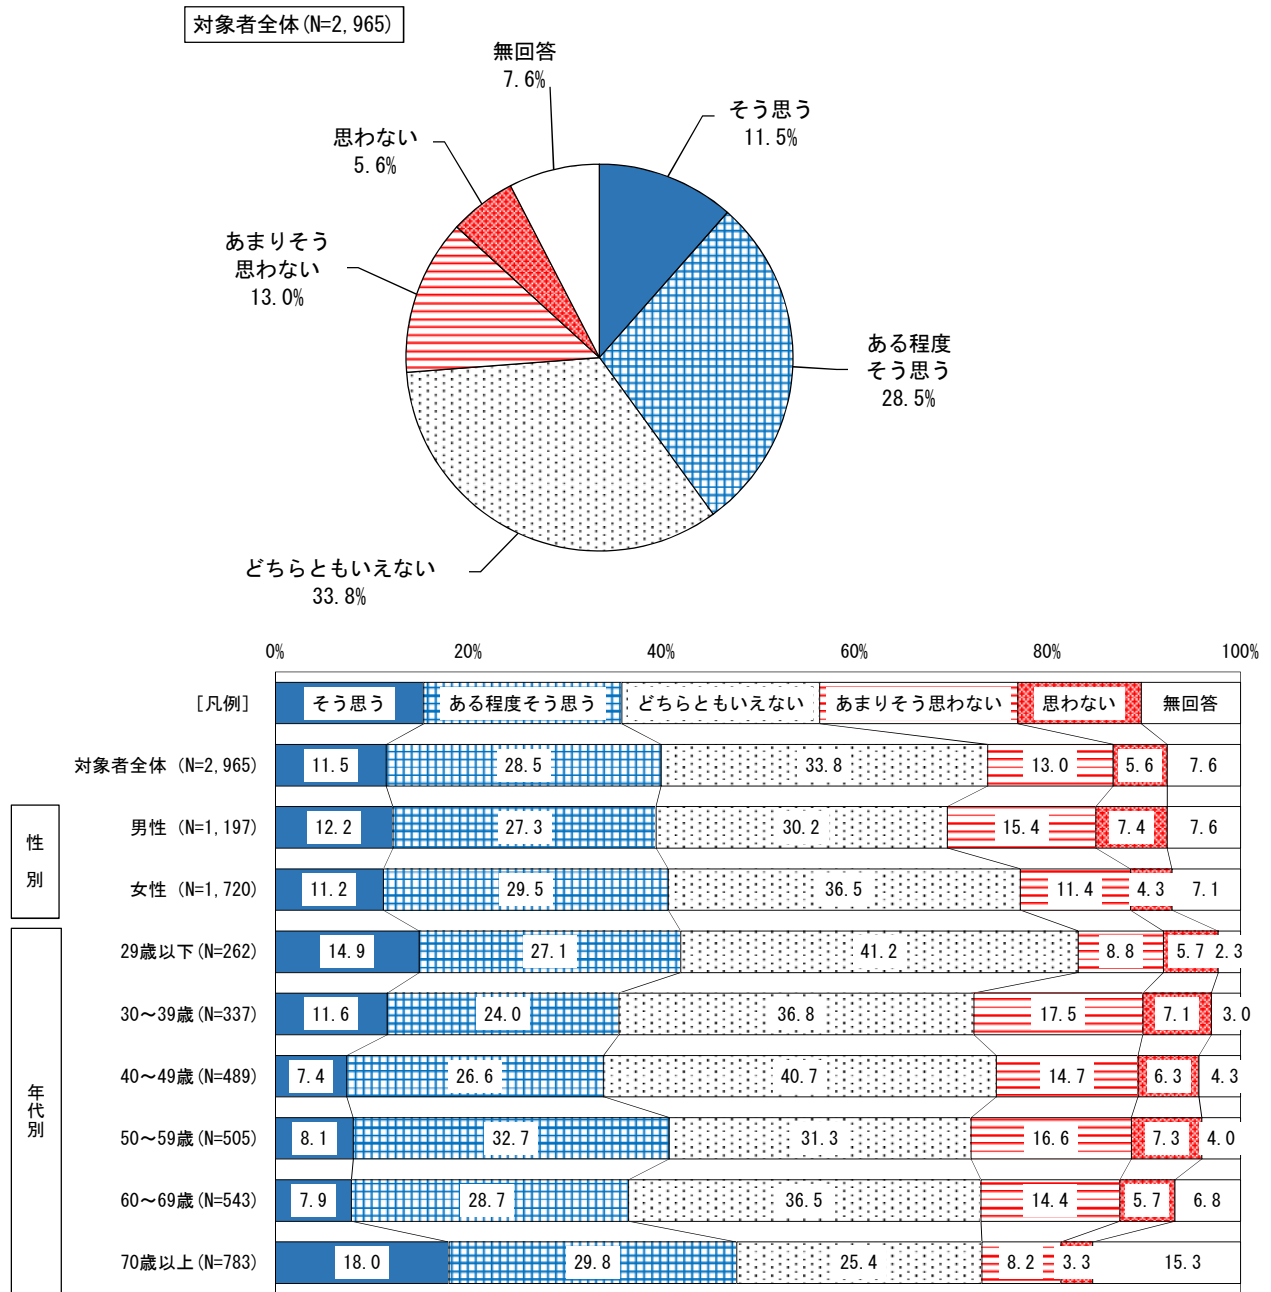 対象者全体(N=2,965)
無回答
7.6%
そう思う
11.5%
思わない
5.6%
あまりそう
思わない
13.0%
ある程度
そう思う
28.5%
どちらともいえない
33.8%
0% 20% 40% 60% 80% 100%
[凡例] そう思う ある程度そう思う どちらともいえない あまりそう思わない 思わない 無回答
対象者全体 (N=2,965) 11.5 28.5 33.8 13.0 5.6 7.6
性別
男性 (N=1,197) 12.2 27.3 30.2 15.4 7.4 7.6
女性 (N=1,720) 11.2 29.5 36.5 11.4 4.3 7.1
年代別
29歳以下(N=262) 14.9 27.1 41.2 8.8 5.7 2.3
30～39歳(N=337) 11.6 24.0 36.8 17.5 7.1 3.0
40～49歳(N=489) 7.4 26.6 40.7 14.7 6.3 4.3
50～59歳(N=505) 8.1 32.7 31.3 16.6 7.3 4.0
60～69歳(N=543) 7.9 28.7 36.5 14.4 5.7 6.8
70歳以上(N=783) 18.0 29.8 25.4 8.2 3.3 15.3